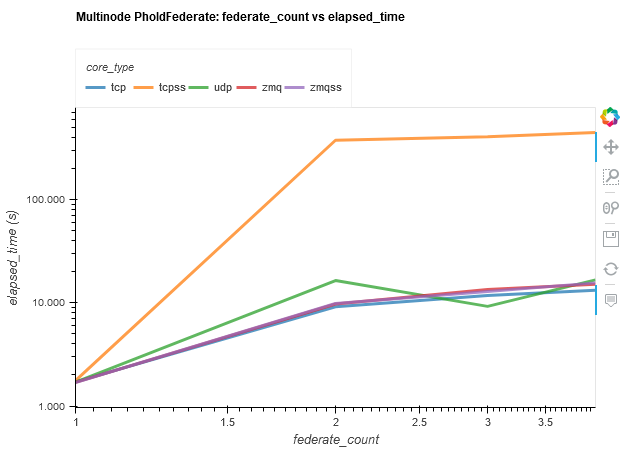 Multinode PholdFederate: federate_count vs elapsed_time
core_type
tcp tcpss udp zmq zmqss
elapsed_time (s)
100.000
10.000
1.000
1 1.5 2 2.5 3 3.5
federate_count